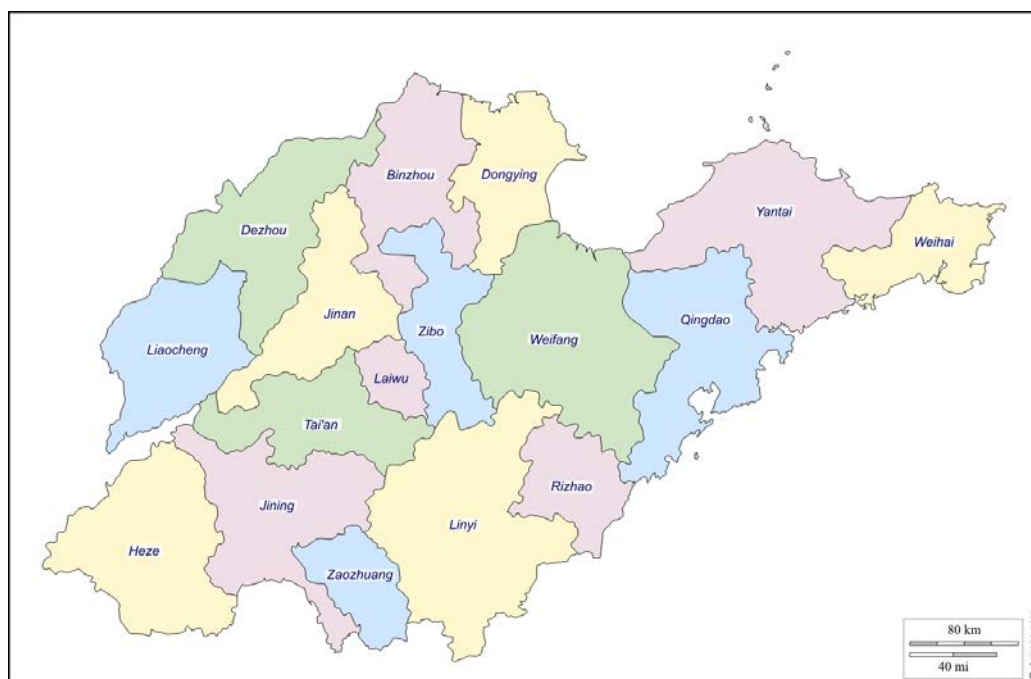 Binzhou
Dongying
Yantai
Dezhou
Weihai
Jinan
Qingdao
Zibo
Weifang
Liaocheng
Laiwu
Tai'an
Rizhao
Jining
Linyi
Heze
Zaozhuang
80 km
40 mi